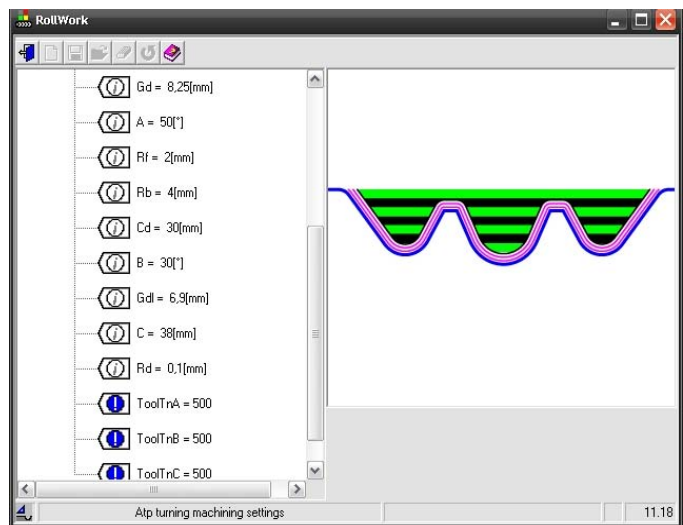 RollWork
Gd = 8,25[mm]
A = 50[°]
Rf = 2[mm]
Rb = 4[mm]
Cd = 30[mm]
B = 30[°]
Gdl = 6,9[mm]
C = 38[mm]
Rd = 0,1[mm]
ToolTnA = 500
ToolTnB = 500
ToolTnC = 500
Atp turning machining settings
11.18